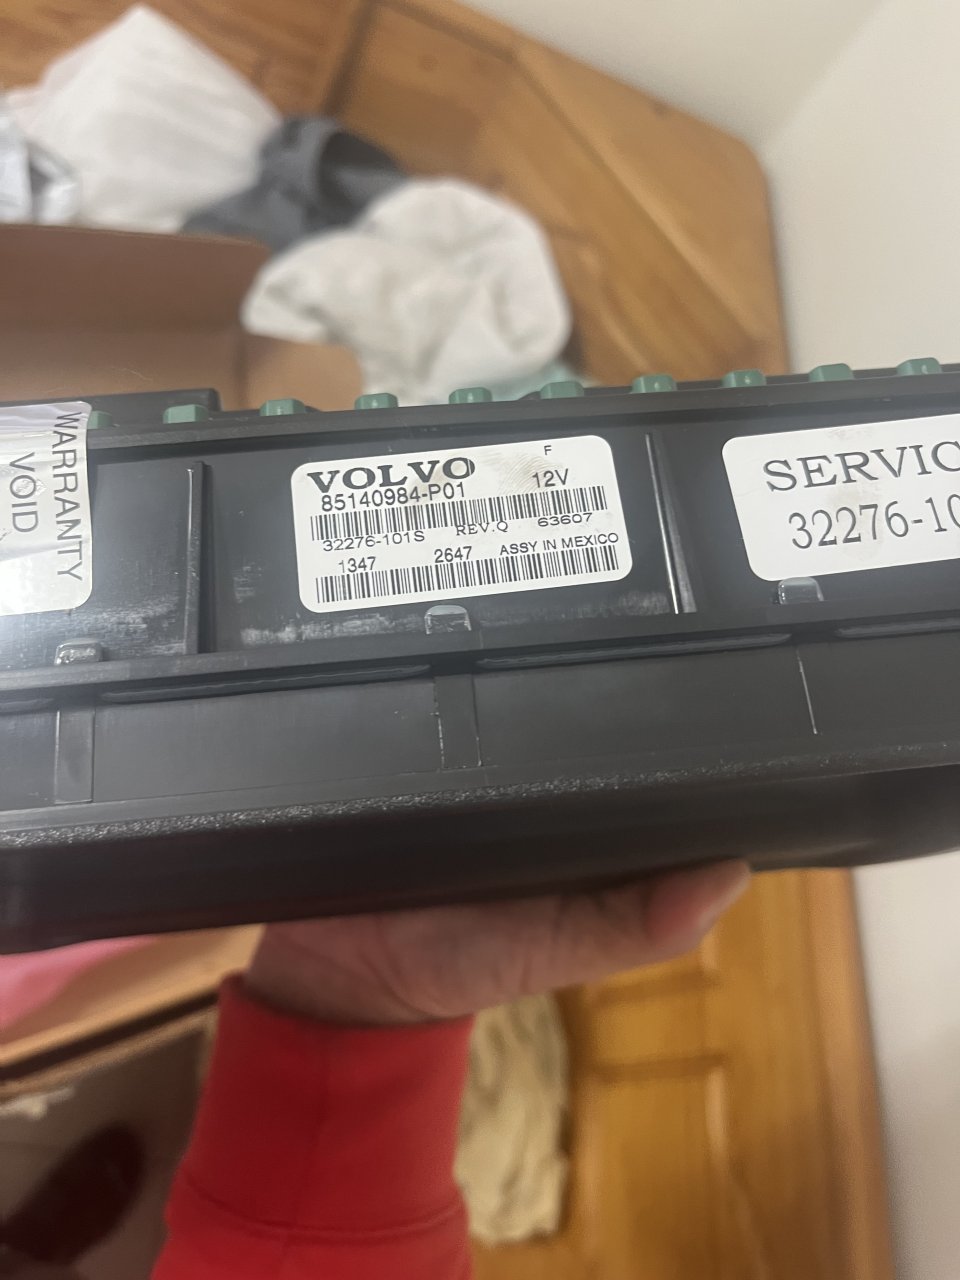 WARRANTY
VOID
VOLVO
F
85140984-P01
12V
32276-101S
REV.Q
63607
1347
2647
ASSY IN MEXICO
SERVIC
32276-10